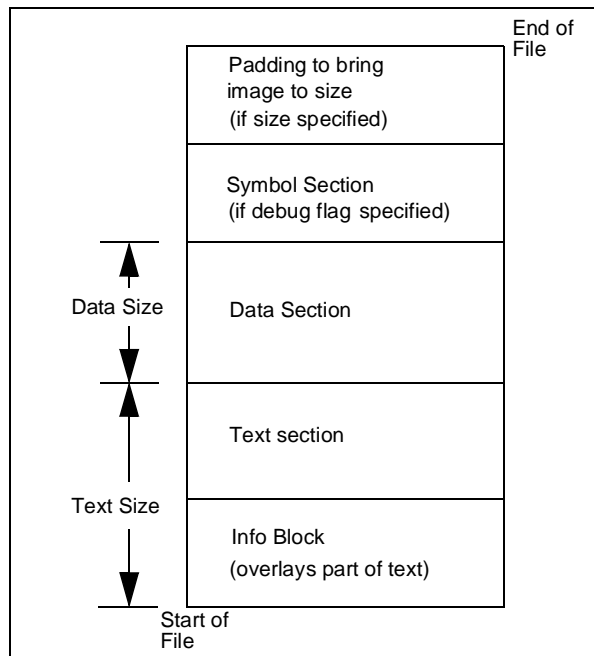 End of
File
Padding to bring
image to size
(if size specified)
Symbol Section
(if debug flag specified)
Data Size
Data Section
Text section
Text Size
Info Block
(overlays part of text)
Start of
File